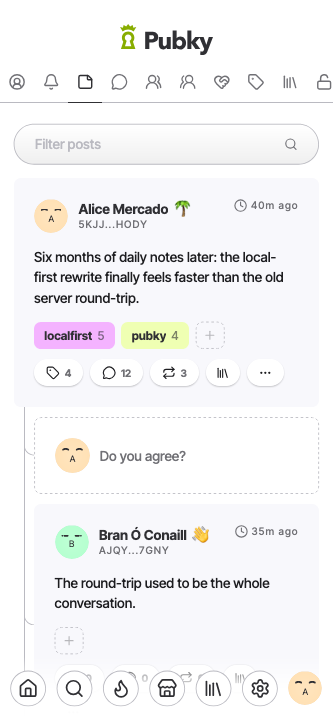 Pubky
Filter posts
Alice Mercado 🌴
40m ago
5KJJ...HODY
Six months of daily notes later: the local-
first rewrite finally feels faster than the old
server round-trip.
localfirst 5 pubky 4 +
4 12 3 ...
A Do you agree?
Bran Ó Conaill 👋
35m ago
AJQY...7GNY
B
The round-trip used to be the whole
conversation.
+
A